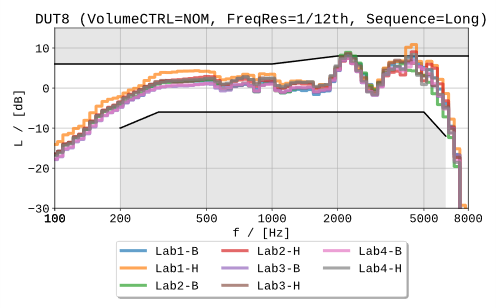 DUT8 (VolumeCTRL=NOM, FreqRes=1/12th, Sequence=Long)
10
0
−10
−20
−30
L / [dB]
100 200 500 1000 2000 5000 8000
f / [Hz]
Lab1-B Lab2-H Lab4-B
Lab1-H Lab3-B Lab4-H
Lab2-B Lab3-H